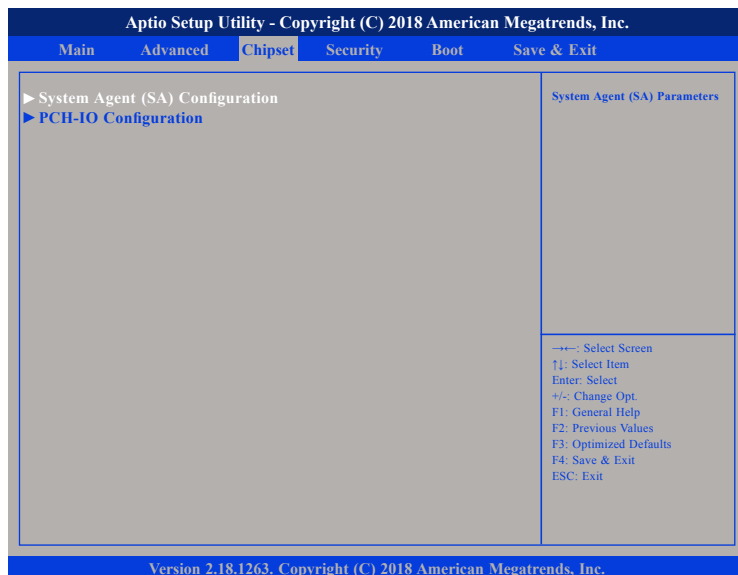 Aptio Setup Utility - Copyright (C) 2018 American Megatrends, Inc.
Main Advanced Chipset Security Boot Save & Exit
►System Agent (SA) Configuration
►PCH-IO Configuration
System Agent (SA) Parameters
→←: Select Screen
↑↓: Select Item
Enter: Select
+/-: Change Opt.
F1: General Help
F2: Previous Values
F3: Optimized Defaults
F4: Save & Exit
ESC: Exit
Version 2.18.1263. Copyright (C) 2018 American Megatrends, Inc.